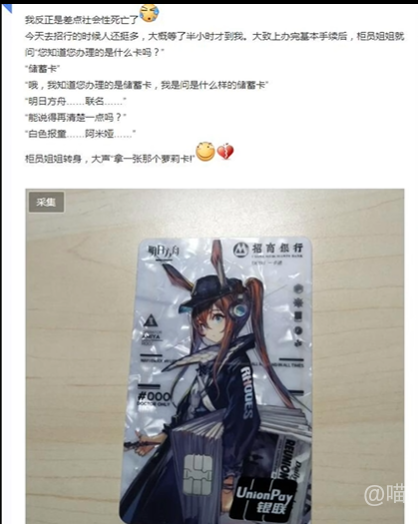 我反正是差点社会性死亡了
今天去招行的时候人还挺多，大概等了半小时才到我。大致上办完基本手续后，柜员姐姐就
问“您知道您办理的是什么卡吗？”
“储蓄卡”
“哦，我知道您办理的是储蓄卡，我是问是什么样的储蓄卡”
“明日方舟……联名……”
“能说得再清楚一点吗？”
“白色报童……阿米娅……”
柜员姐姐转身，大声“拿一张那个萝莉卡!”
采集
明日方舟
招商银行
#000
RHODES
UnionPay
银联
@喵